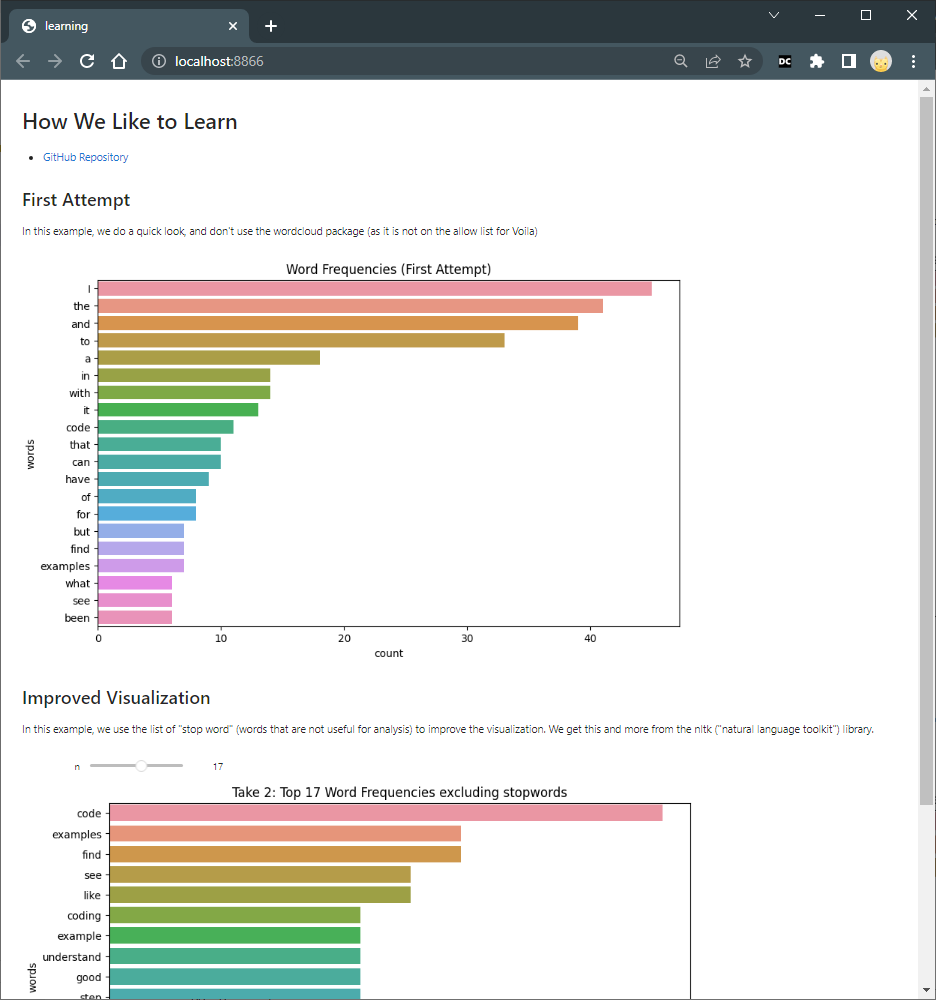 learning
localhost:8866
DC
How We Like to Learn
GitHub Repository
First Attempt
In this example, we do a quick look, and don't use the wordcloud package (as it is not on the allow list for Voila)
Word Frequencies (First Attempt)
I
the
and
to
a
in
with
it
code
that
can
have
of
for
but
find
examples
what
see
been
words
0 10 20 30 40
count
Improved Visualization
In this example, we use the list of "stop word" (words that are not useful for analysis) to improve the visualization. We get this and more from the nltk ("natural language toolkit") library.
n 17
Take 2: Top 17 Word Frequencies excluding stopwords
code
examples
find
see
like
coding
example
understand
good
step
words